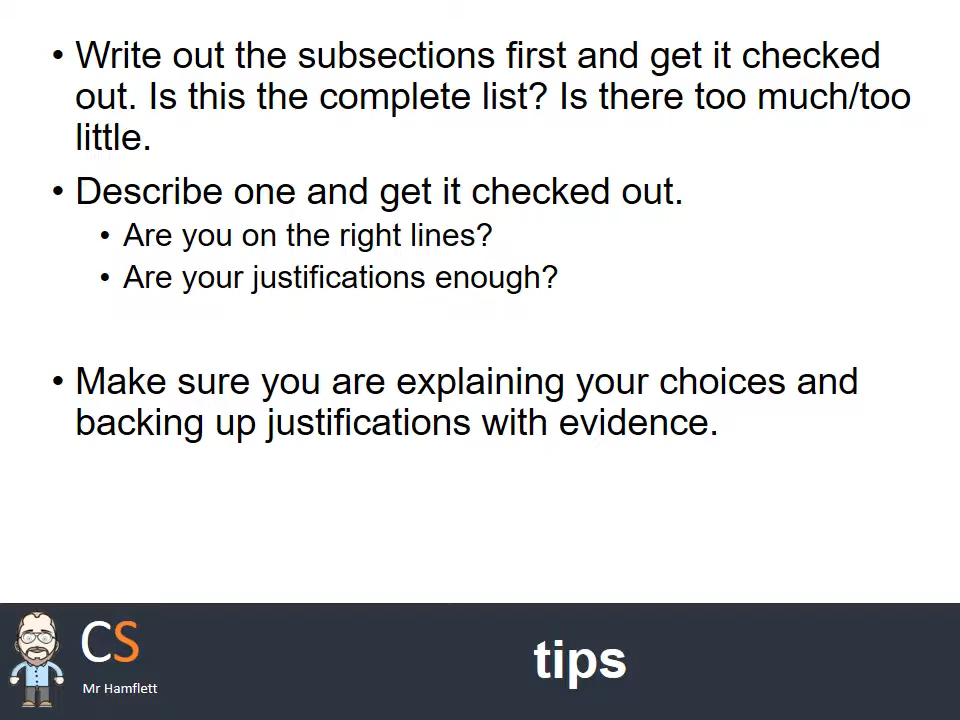 • Write out the subsections first and get it checked
out. Is this the complete list? Is there too much/too
little.
• Describe one and get it checked out.
• Are you on the right lines?
• Are your justifications enough?
• Make sure you are explaining your choices and
backing up justifications with evidence.
CS
Mr Hamflett
tips